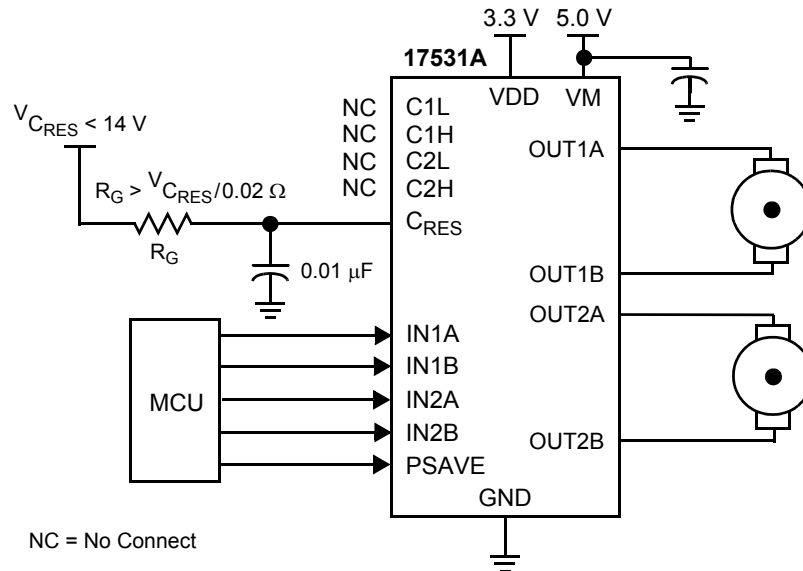 3.3 V 5.0 V
17531A
VDD VM
NC C1L
NC C1H
NC C2L
NC C2H
CRES
VCRES < 14 V
RG > VCRES/0.02 Ω
RG
0.01 µF
OUT1A
OUT1B
OUT2A
OUT2B
MCU
IN1A
IN1B
IN2A
IN2B
PSAVE
GND
NC = No Connect